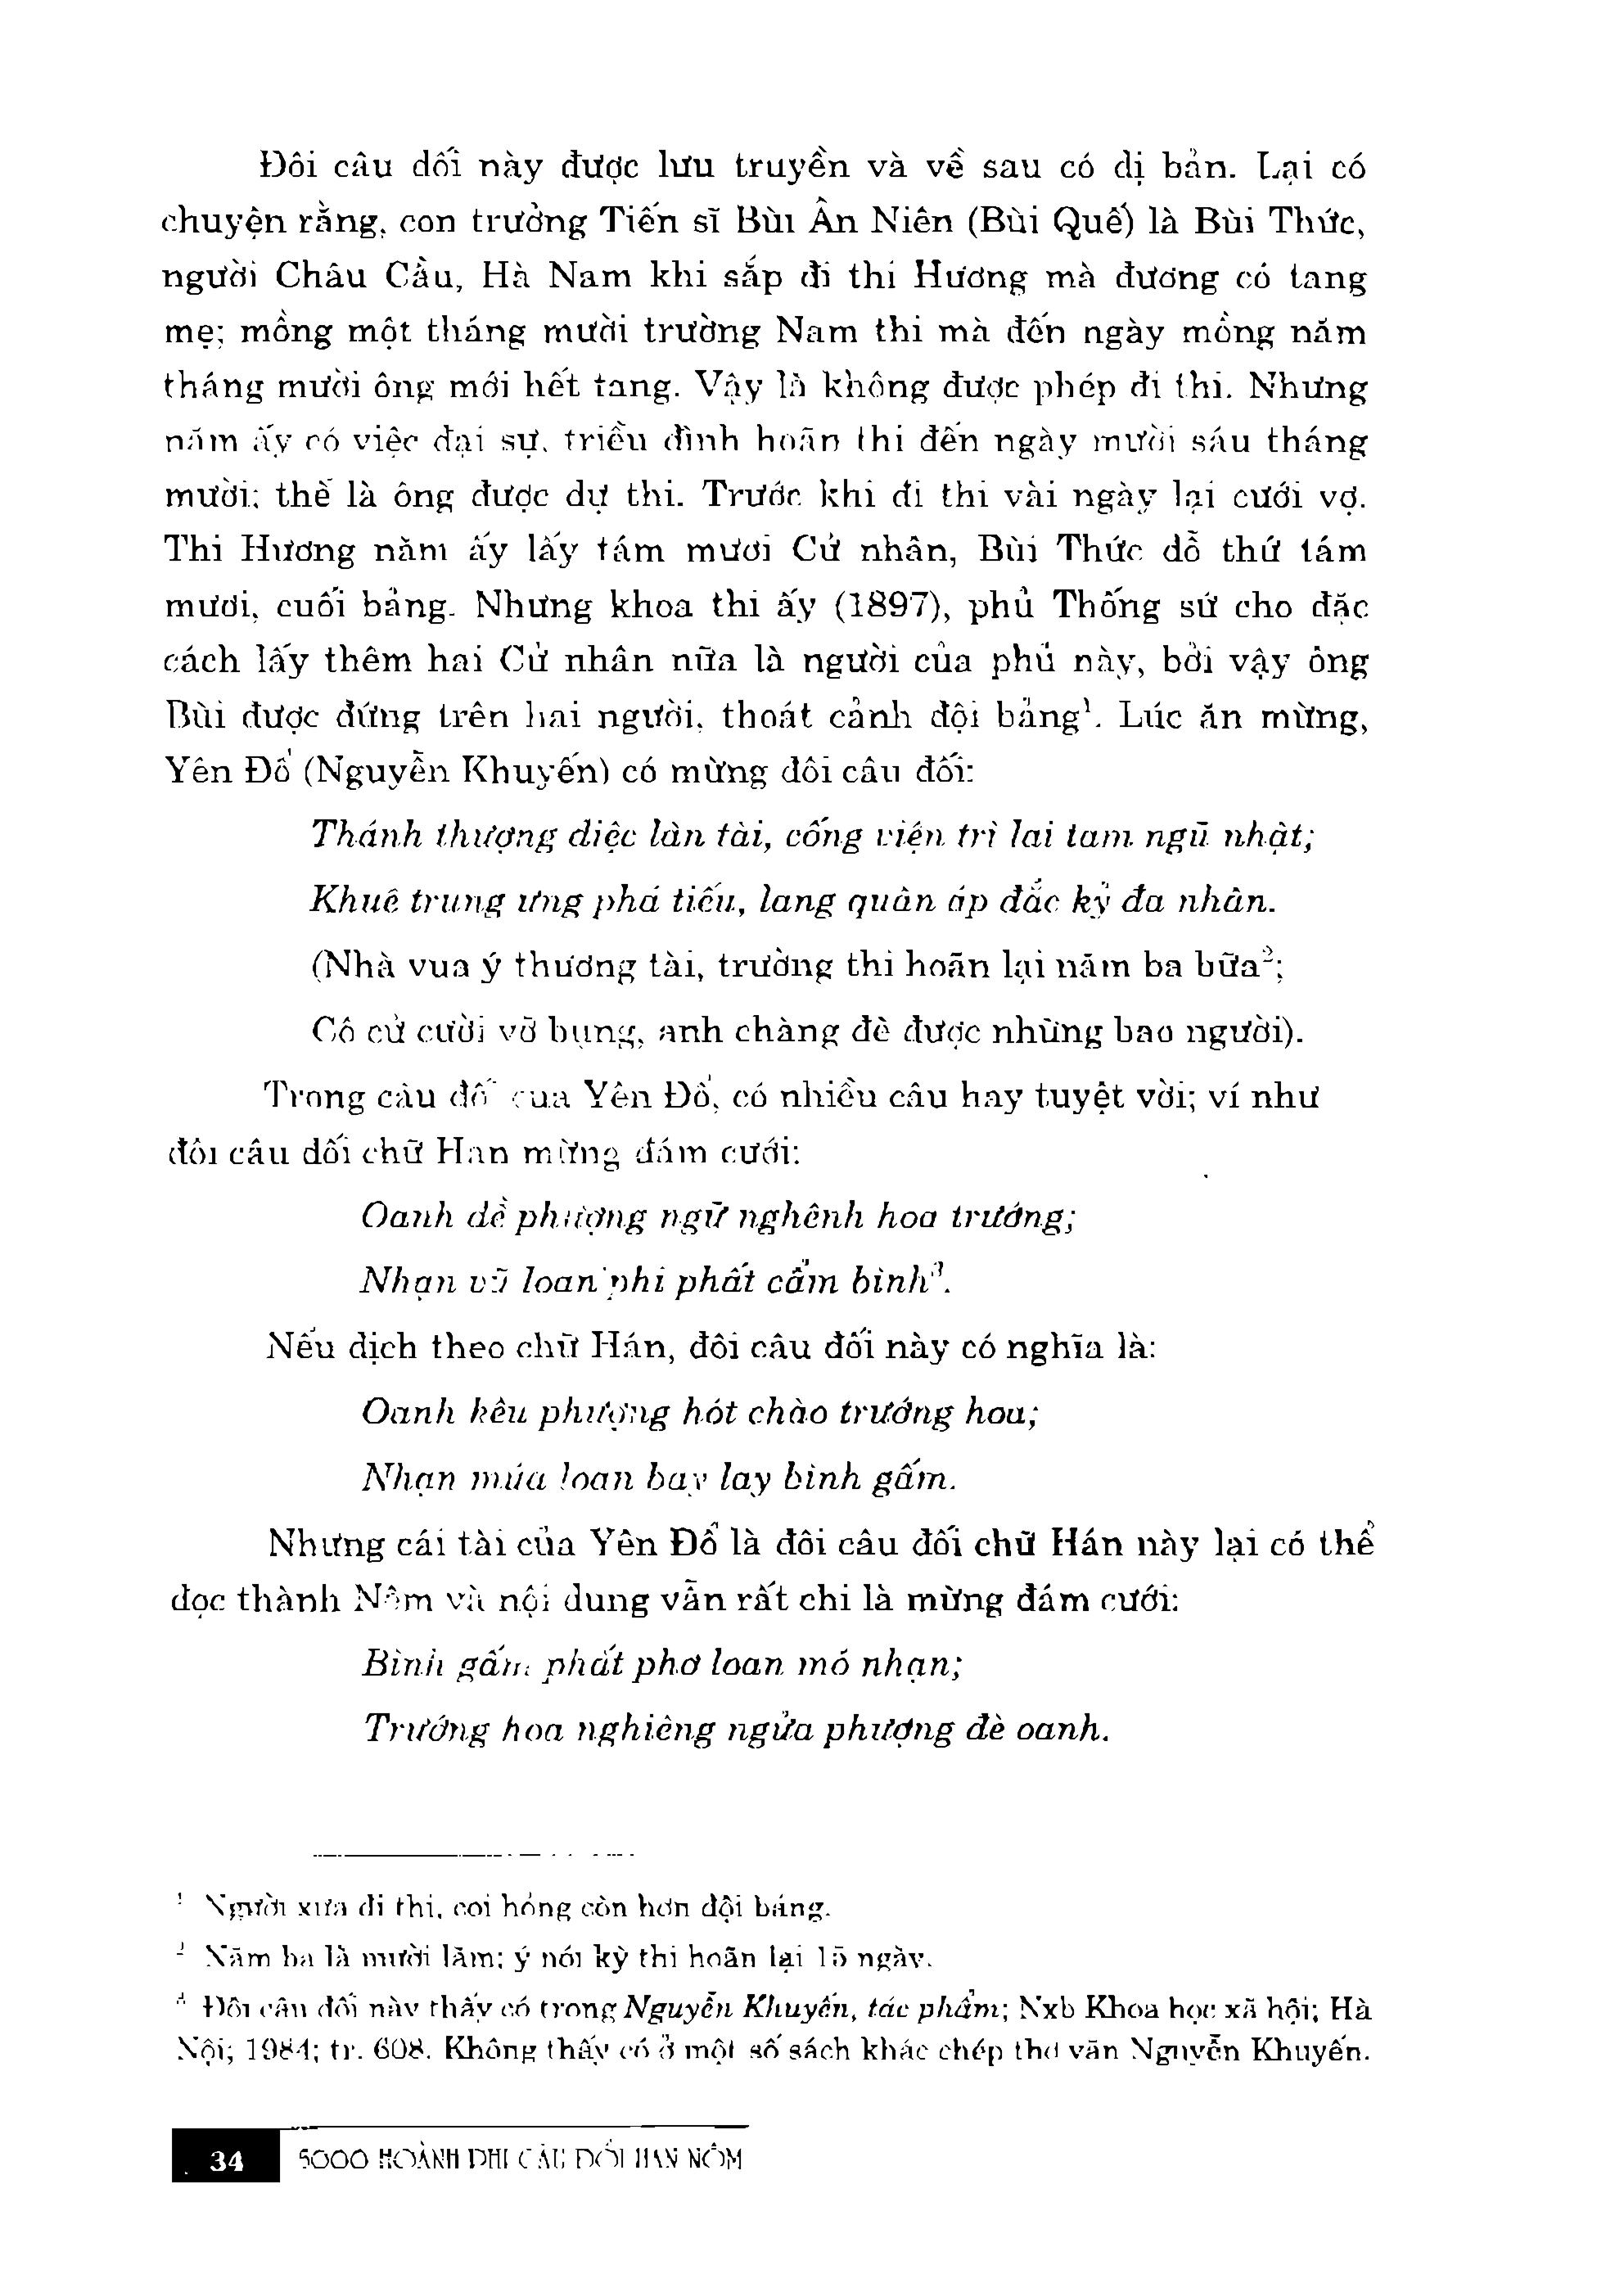 Đôi câu đối này được lưu truyền và về sau có dị bản. Lại có
chuyện rằng, con trưởng Tiến sĩ Bùi Ân Niên (Bùi Quế) là Bùi Thức,
người Châu Cầu, Hà Nam khi sắp đi thi Hương mà đương có tang
mẹ; mồng một tháng mười trường Nam thi mà đến ngày mồng năm
tháng mười ông mới hết tang. Vậy là không được phép đi thi. Nhưng
năm ấy có việc đại sự, triều đình hoãn thi đến ngày mười sáu tháng
mười; thế là ông được dự thi. Trước khi đi thi vài ngày lại cưới vợ.
Thi Hương năm ấy lấy tám mươi Cử nhân, Bùi Thức đỗ thứ tám
mươi, cuối bảng. Nhưng khoa thi ấy (1897), phủ Thống sứ cho đặc
cách lấy thêm hai Cử nhân nữa là người của phủ này, bởi vậy ông
Bùi được đứng trên hai người, thoát cảnh đội bảng¹. Lúc ăn mừng,
Yên Đổ (Nguyễn Khuyến) có mừng đôi câu đối:
Thánh thượng diệc lân tài, cống viện trì lai tam ngũ nhật;
Khuê trung ưng phá tiếu, lang quân áp đắc kỷ đa nhân.
(Nhà vua ý thương tài, trường thi hoãn lại năm ba bữa²;
Cô cử cười vỡ bụng, anh chàng đè được những bao người).
Trong câu đối của Yên Đổ, có nhiều câu hay tuyệt vời; ví như
đôi câu đối chữ Hán mừng đám cưới:
Oanh đề phượng ngữ nghênh hoa trướng;
Nhạn vũ loan phi phất cẩm bình³.
Nếu dịch theo chữ Hán, đôi câu đối này có nghĩa là:
Oanh kêu phượng hót chào trướng hoa;
Nhạn múa loan bay lay bình gấm.
Nhưng cái tài của Yên Đổ là đôi câu đối chữ Hán này lại có thể
đọc thành Nôm và nội dung vẫn rất chi là mừng đám cưới:
Bình gấm phất phơ loan mó nhạn;
Trướng hoa nghiêng ngửa phượng đè oanh.
¹ Người xưa đi thi, coi hỏng còn hơn đội bảng.
² Năm ba là mười lăm; ý nói kỳ thi hoãn lại 15 ngày.
³ Đôi câu đối này thấy có trong Nguyễn Khuyến, tác phẩm; Nxb Khoa học xã hội; Hà
Nội; 1984; tr. 608. Không thấy có ở một số sách khác chép thơ văn Nguyễn Khuyến.
34 5000 HOÀNH PHI CÂU ĐỐI HÁN NÔM